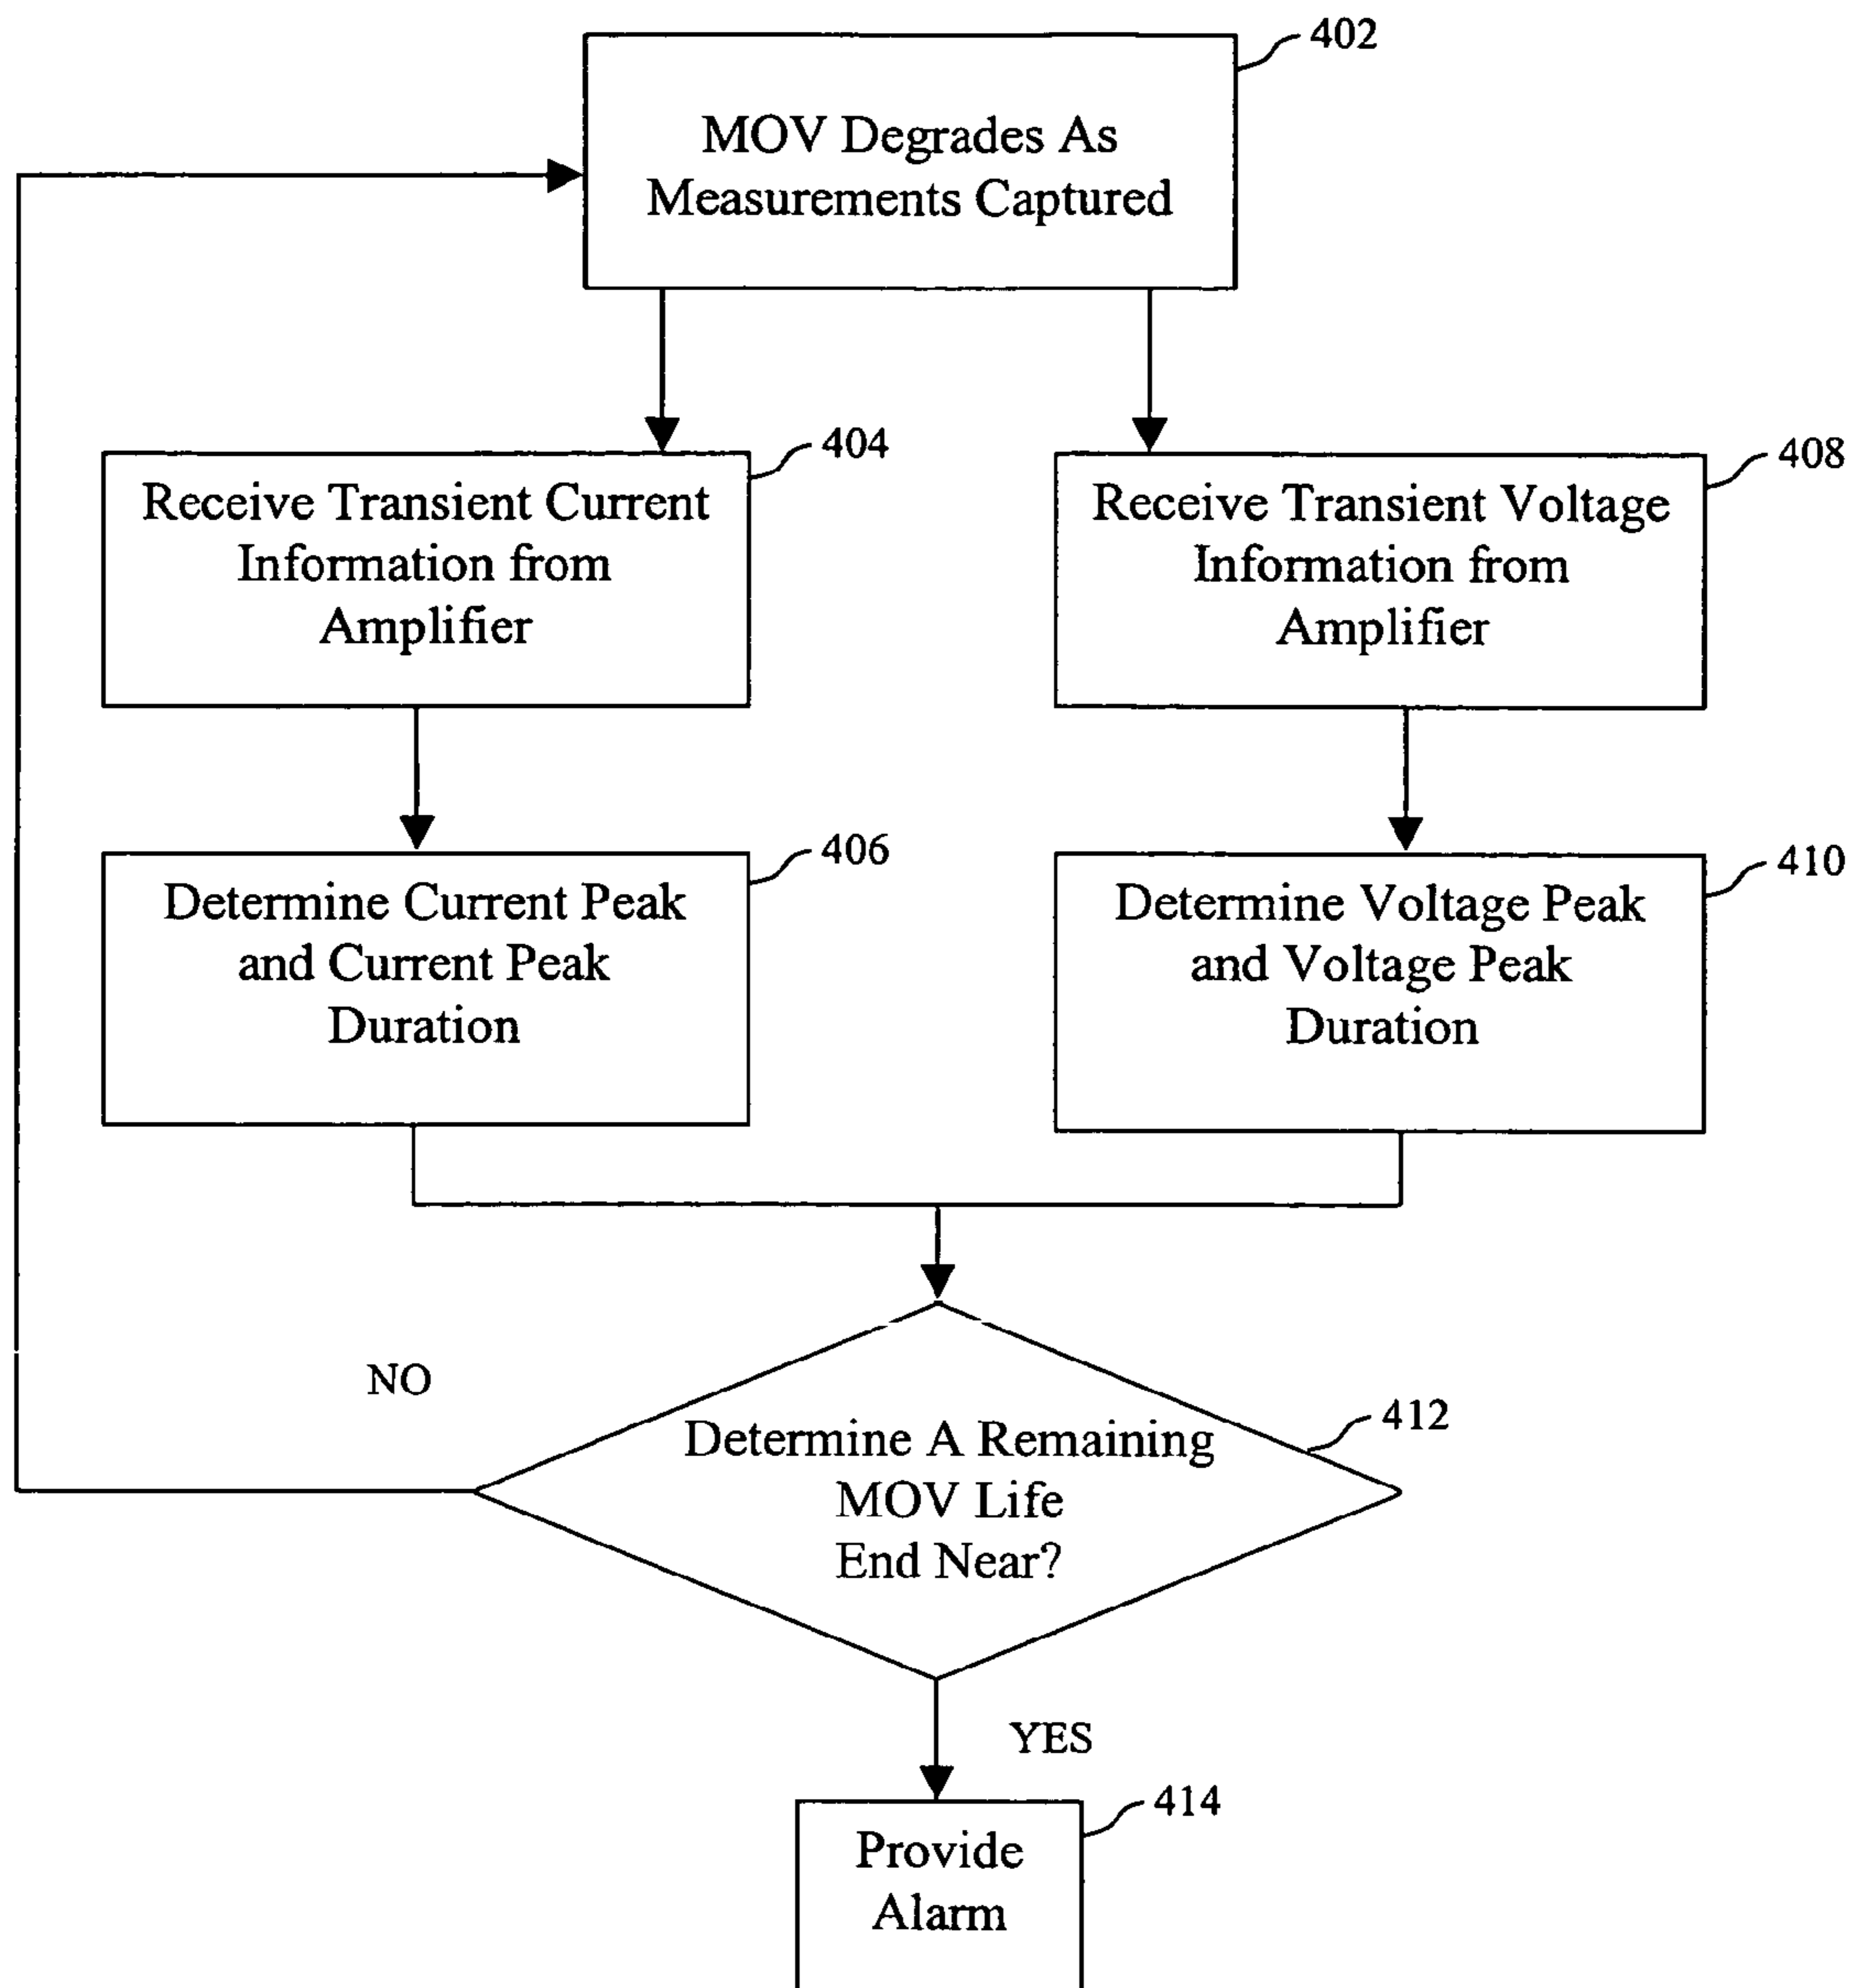 402
MOV Degrades As
Measurements Captured
404
Receive Transient Current
Information from
Amplifier
408
Receive Transient Voltage
Information from
Amplifier
406
Determine Current Peak
and Current Peak
Duration
410
Determine Voltage Peak
and Voltage Peak
Duration
NO
412
Determine A Remaining
MOV Life
End Near?
YES
414
Provide
Alarm